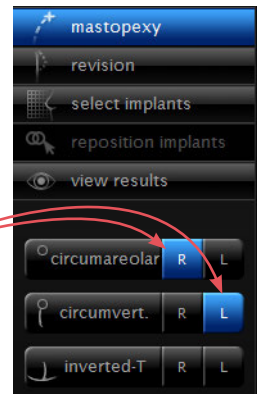 mastopexy
revision
select implants
reposition implants
view results
circumareolar R L
circumvert. R L
inverted-T R L